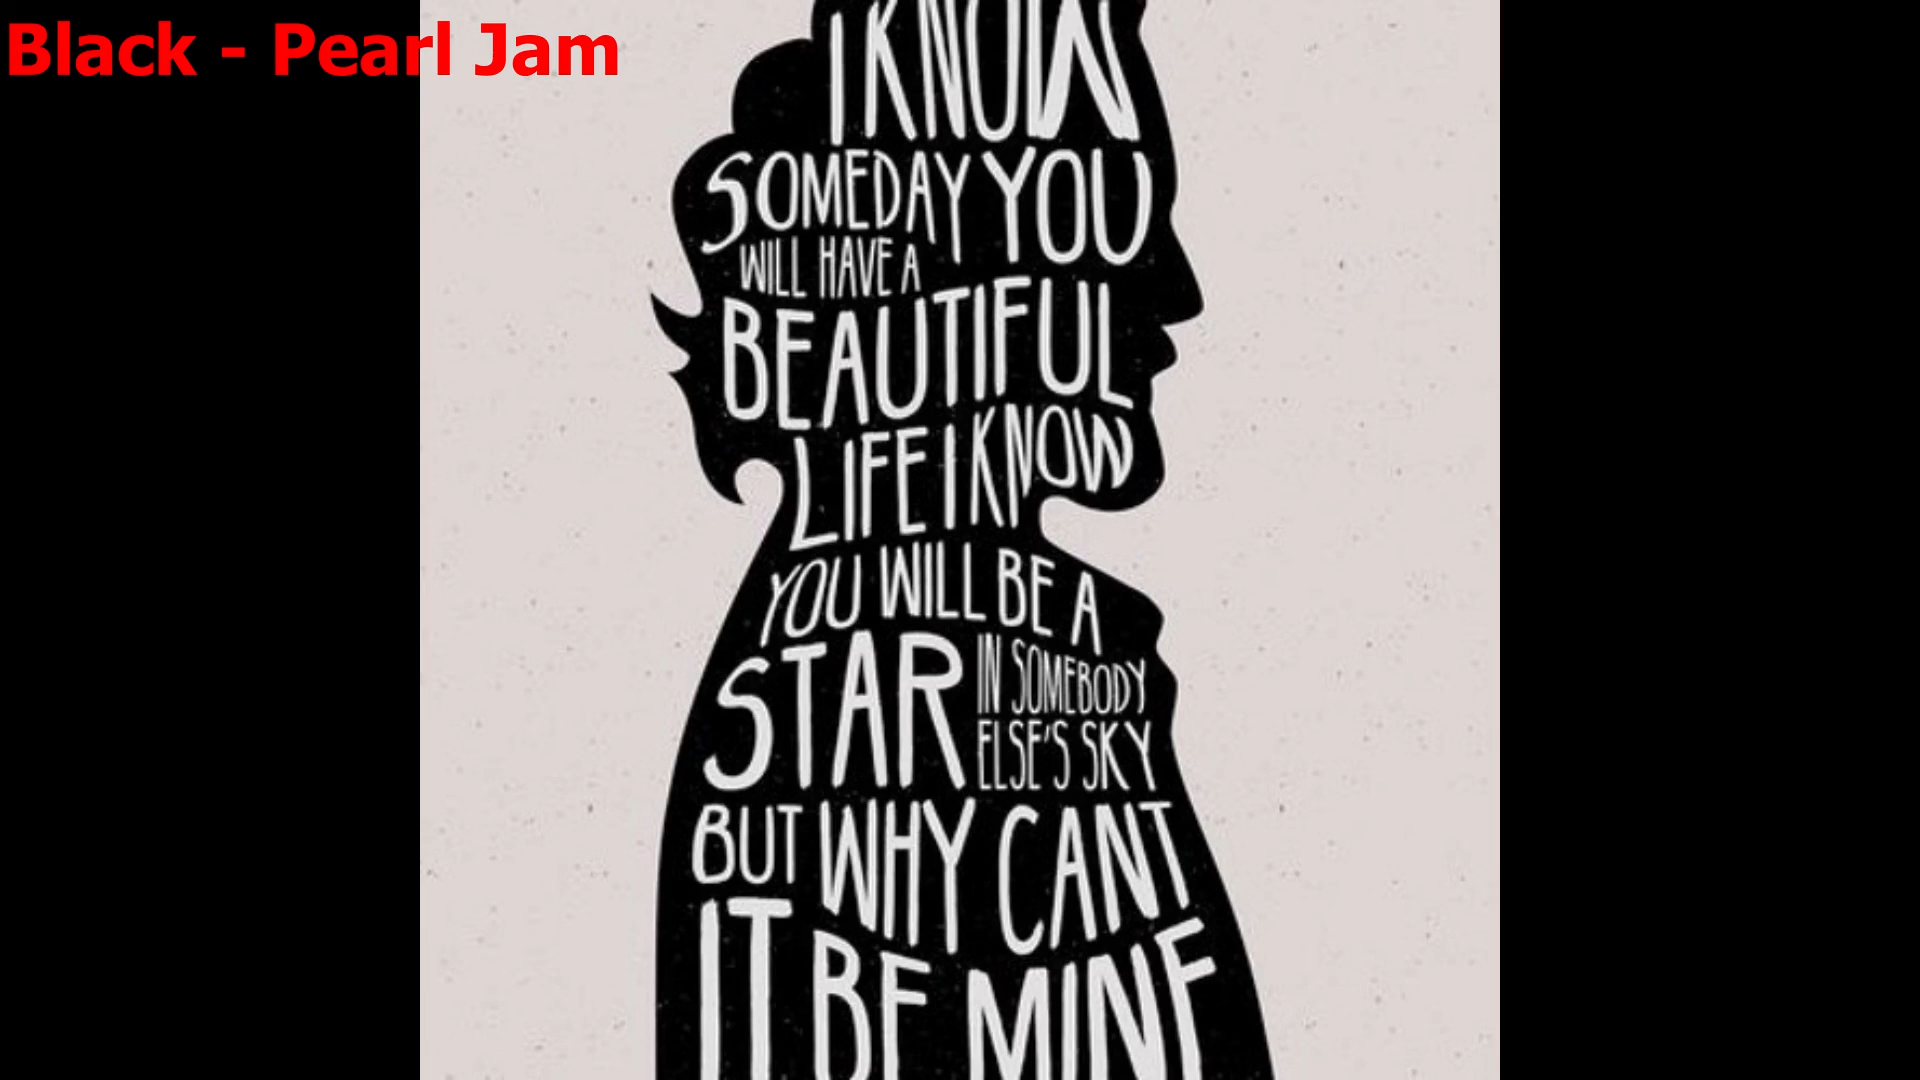 Black - Pearl Jam
I KNOW
SOMEDAY YOU
WILL HAVE A
BEAUTIFUL
LIFE I KNOW
YOU WILL BE A
STAR
IN SOMEBODY
ELSE'S SKY
BUT WHY CANT
IT BE MINE